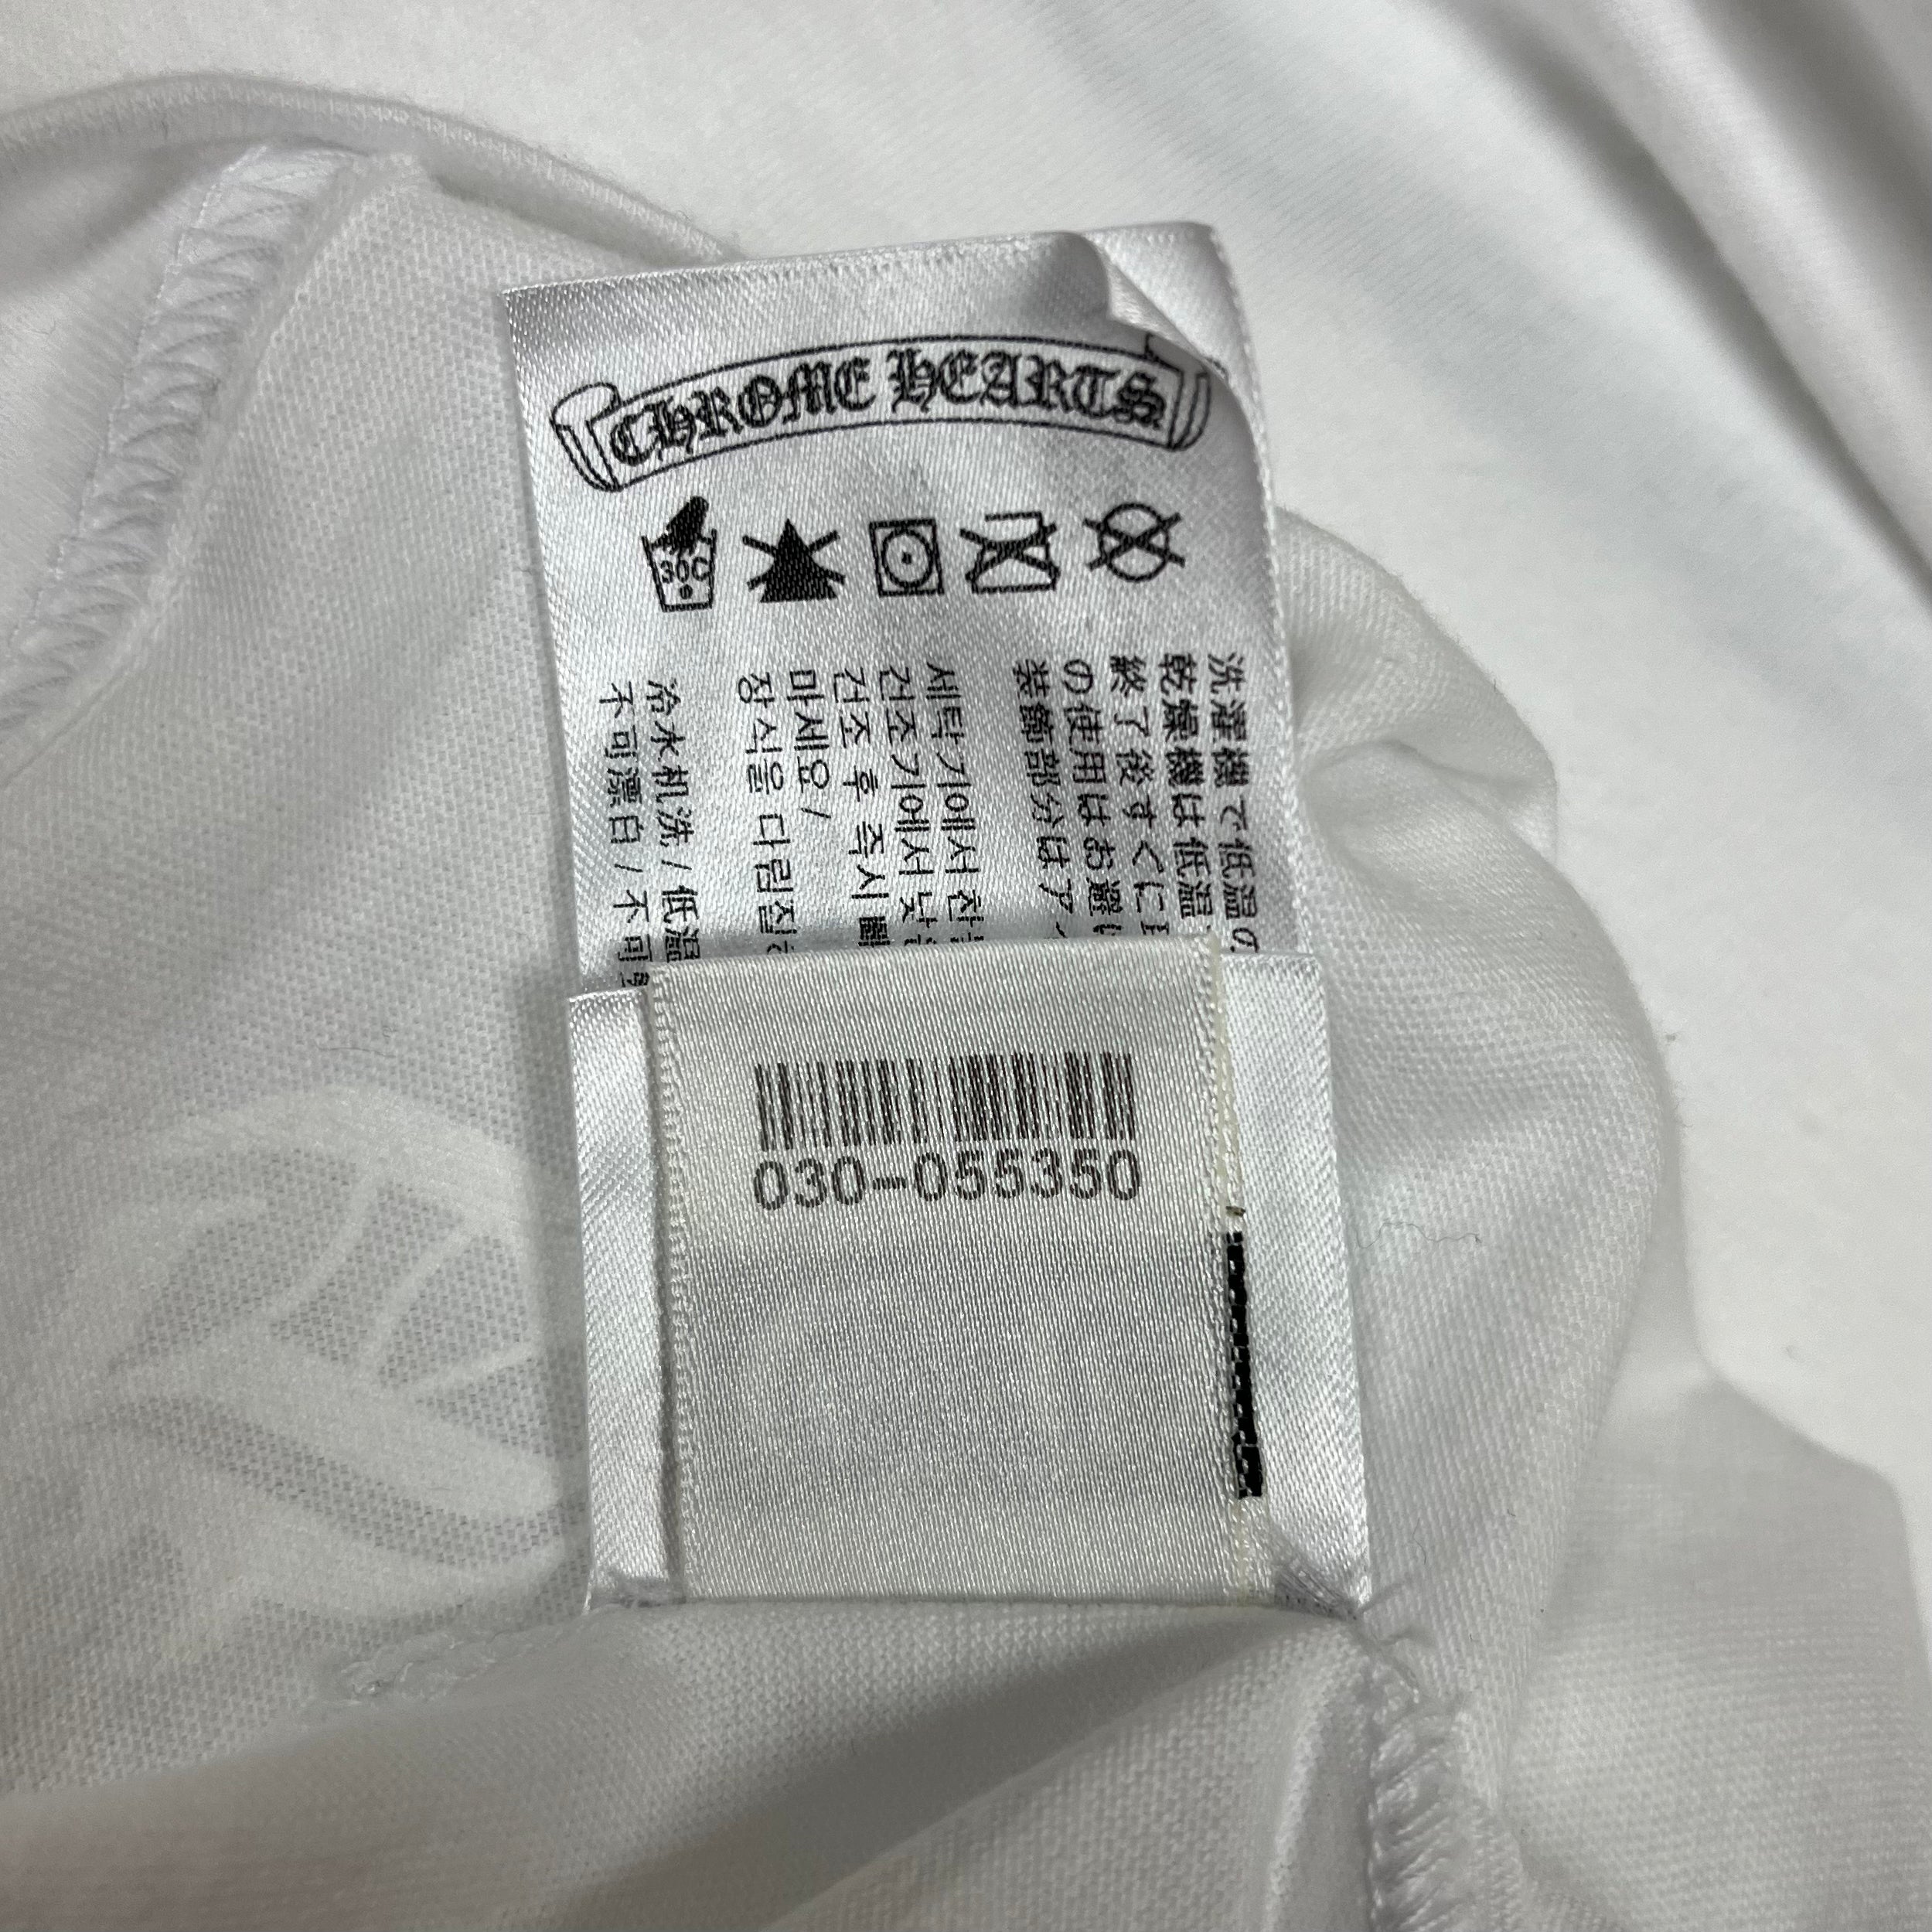 CHROME HEARTS
30C
洗濯機で低温の
乾燥機は低温
終了後すぐに
の使用はお避い
装飾部分はア
세탁기에서 찬
건조기에서 낮
건조 후 즉시
마세요 /
장식을 다림질
冷水机洗 / 低温
不可漂白 / 不可
030-055350